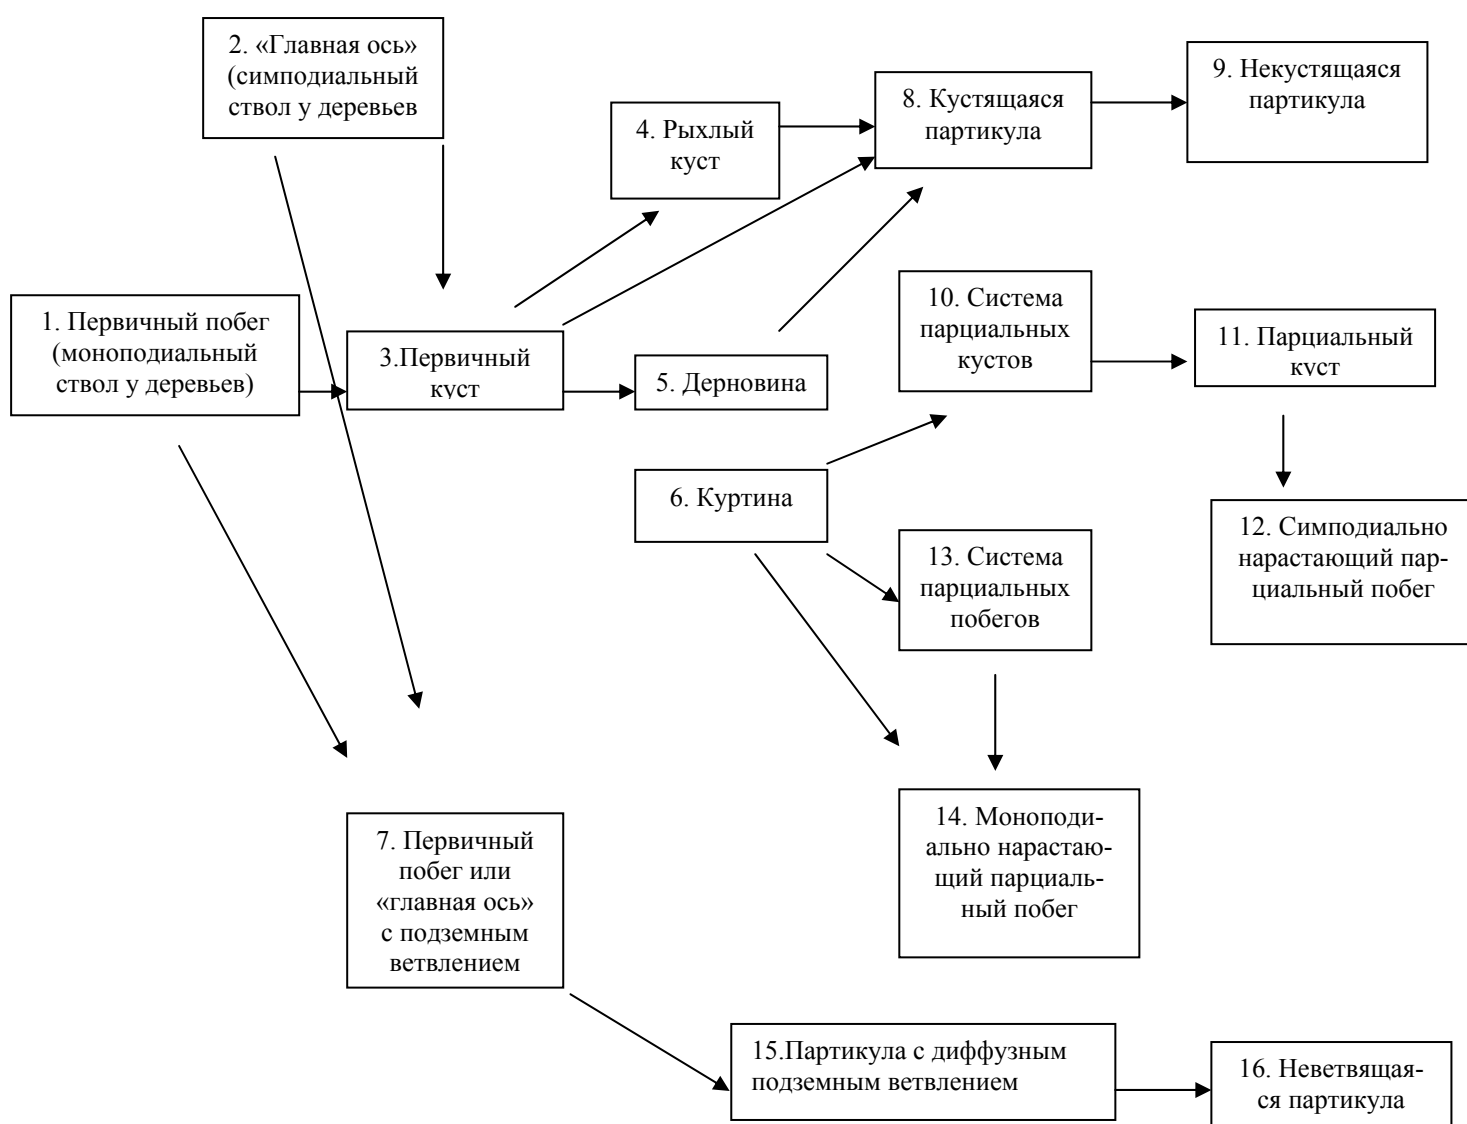 2. «Главная ось»
(симподиальный
ствол у деревьев
9. Некустящаяся
партикула
8. Кустящаяся
партикула
4. Рыхлый
куст
1. Первичный побег
(моноподиальный
ствол у деревьев)
3.Первичный
куст
5. Дерновина
10. Система
парциальных
кустов
11. Парциальный
куст
6. Куртина
12. Симподиально
нарастающий пар-
циальный побег
13. Система
парциальных
побегов
7. Первичный
побег или
«главная ось»
с подземным
ветвлением
14. Моноподи-
ально нарастаю-
щий парциаль-
ный побег
15.Партикула с диффузным
подземным ветвлением
16. Неветвящая-
ся партикула